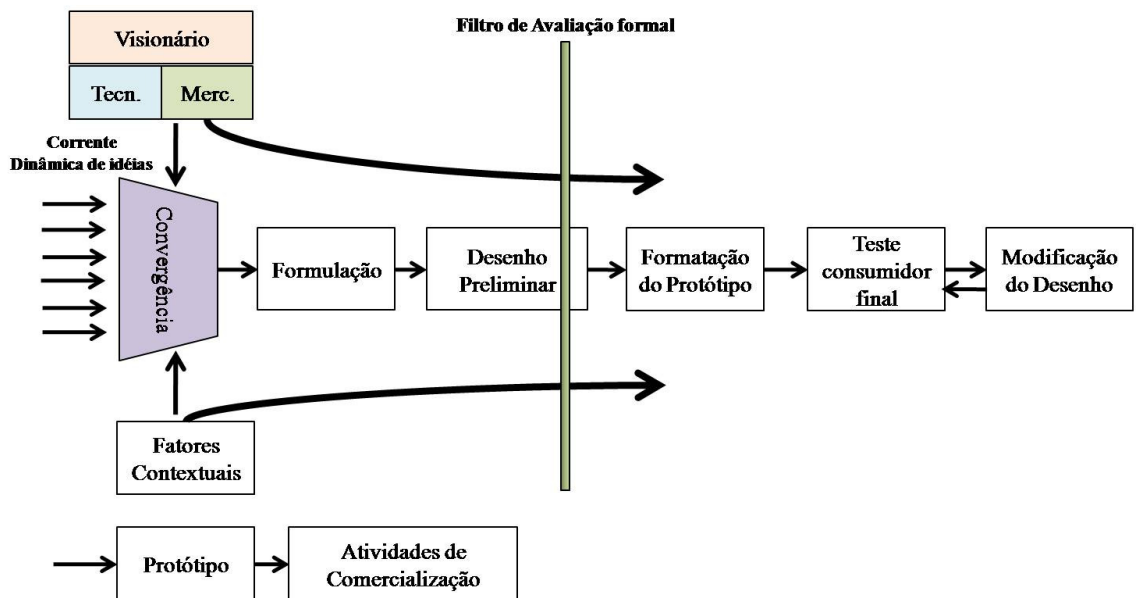 Filtro de Avaliação formal
Visionário
Tecn.
Merc.
Corrente
Dinâmica de idéias
Convergência
Formulação
Desenho
Preliminar
Formatação
do Protótipo
Teste
consumidor
final
Modificação
do Desenho
Fatores
Contextuais
Protótipo
Atividades de
Comercialização